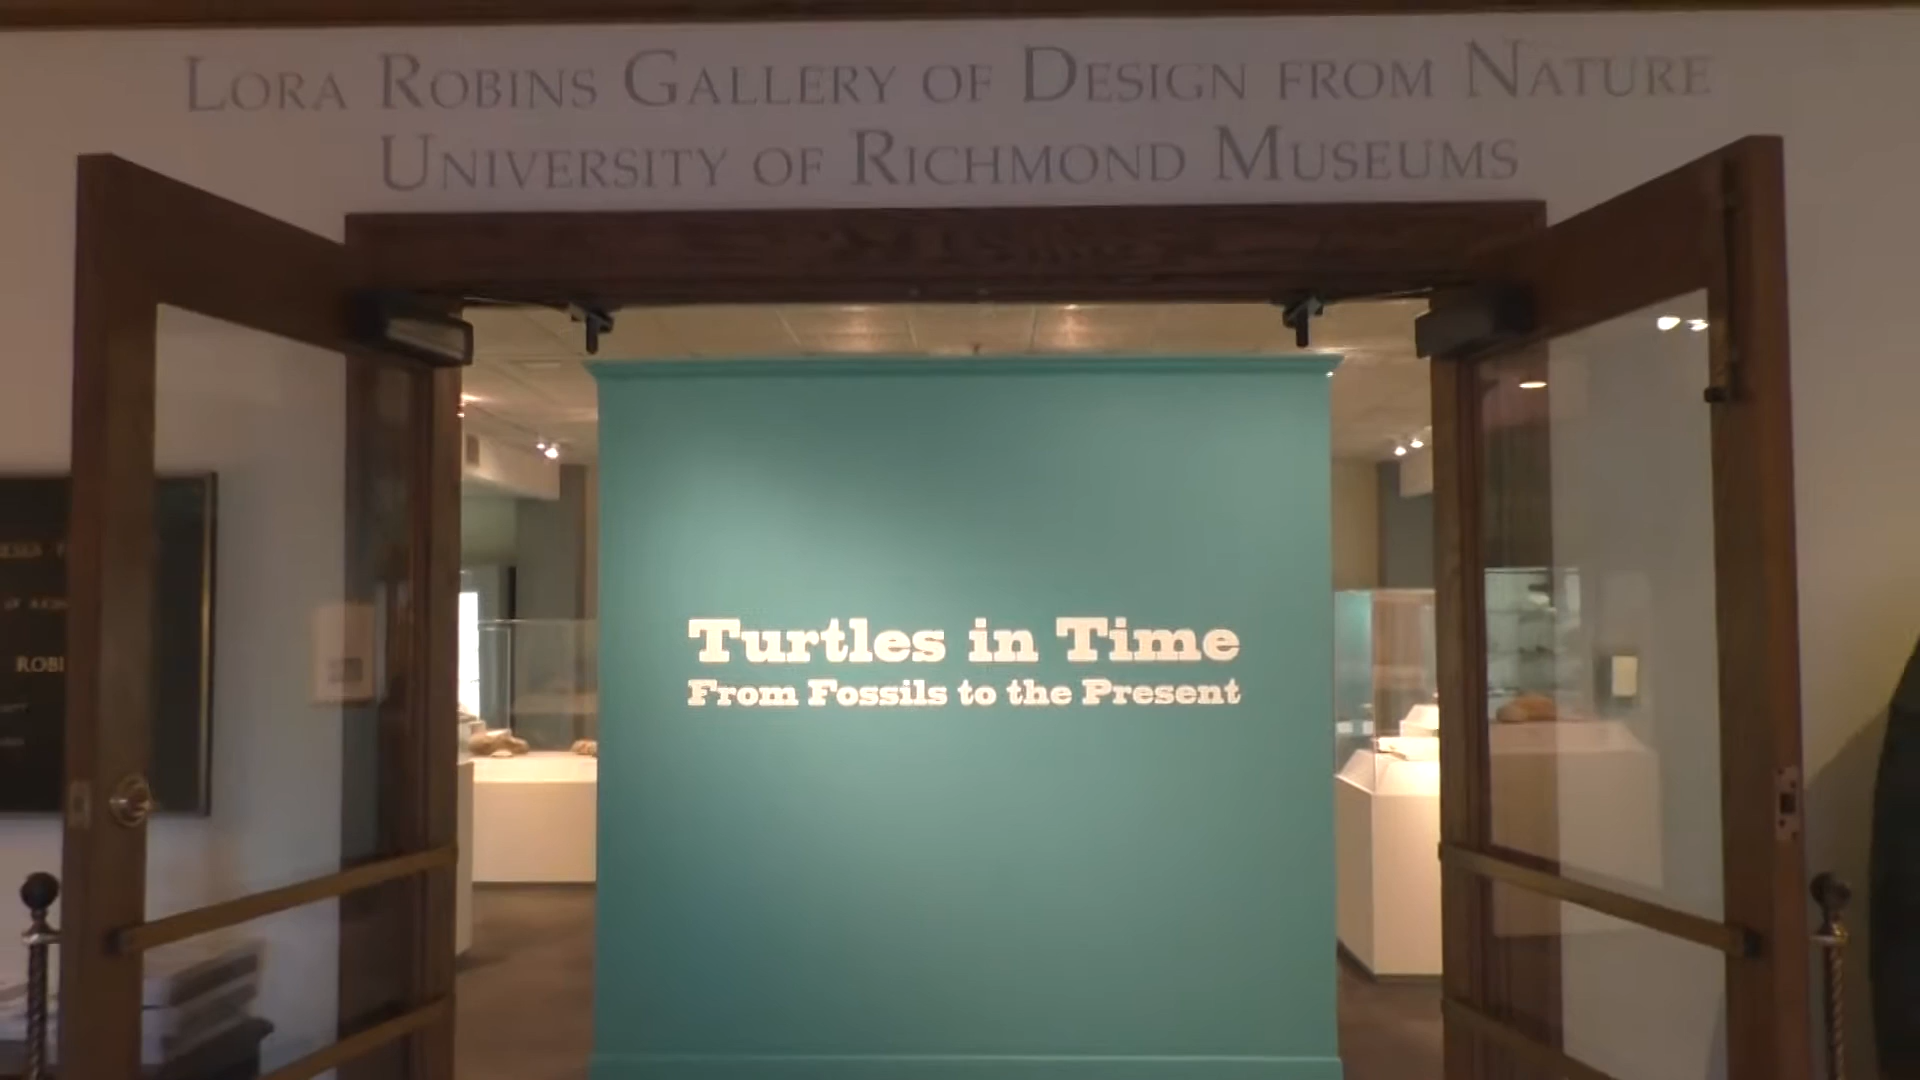 LORA ROBINS GALLERY OF DESIGN FROM NATURE
UNIVERSITY OF RICHMOND MUSEUMS
Turtles in Time
From Fossils to the Present